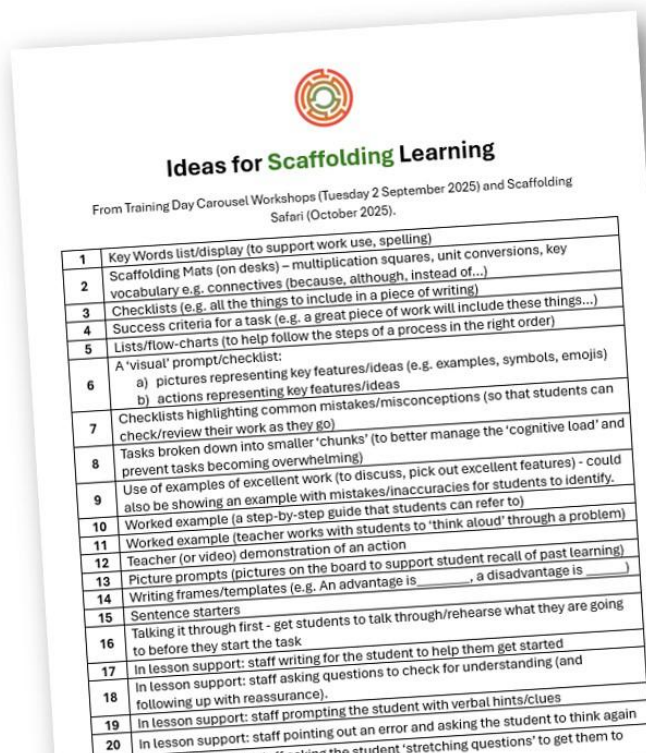 Ideas for Scaffolding Learning
From Training Day Carousel Workshops (Tuesday 2 September 2025) and Scaffolding
Safari (October 2025).
1 Key Words list/display (to support work use, spelling)
2 Scaffolding Mats (on desks) – multiplication squares, unit conversions, key
vocabulary e.g. connectives (because, although, instead of...)
3 Checklists (e.g. all the things to include in a piece of writing)
4 Success criteria for a task (e.g. a great piece of work will include these things...)
5 Lists/flow-charts (to help follow the steps of a process in the right order)
6 A ‘visual’ prompt/checklist:
a) pictures representing key features/ideas (e.g. examples, symbols, emojis)
b) actions representing key features/ideas
7 Checklists highlighting common mistakes/misconceptions (so that students can
check/review their work as they go)
8 Tasks broken down into smaller ‘chunks’ (to better manage the ‘cognitive load’ and
prevent tasks becoming overwhelming)
9 Use of examples of excellent work (to discuss, pick out excellent features) - could
also be showing an example with mistakes/inaccuracies for students to identify.
10 Worked example (a step-by-step guide that students can refer to)
11 Worked example (teacher works with students to ‘think aloud’ through a problem)
12 Teacher (or video) demonstration of an action
13 Picture prompts (pictures on the board to support student recall of past learning)
14 Writing frames/templates (e.g. An advantage is________, a disadvantage is ______)
15 Sentence starters
16 Talking it through first - get students to talk through/rehearse what they are going
to before they start the task
17 In lesson support: staff writing for the student to help them get started
18 In lesson support: staff asking questions to check for understanding (and
following up with reassurance).
19 In lesson support: staff prompting the student with verbal hints/clues
20 In lesson support: staff pointing out an error and asking the student to think again
asking the student ‘stretching questions’ to get them to